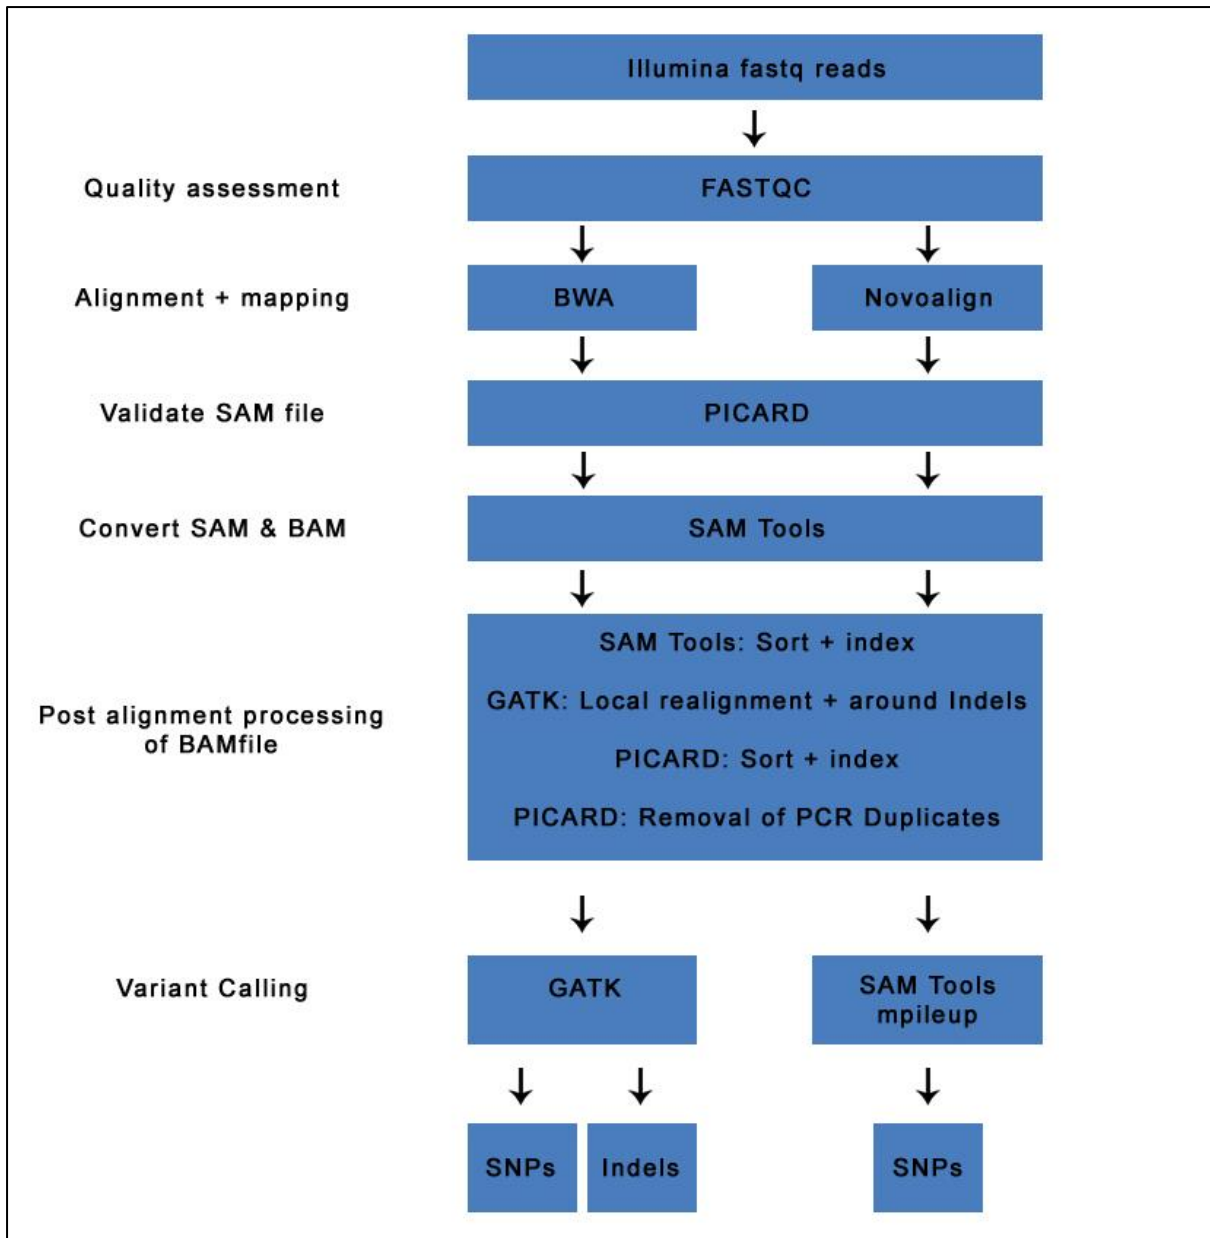 Illumina fastq reads
Quality assessment
FASTQC
Alignment + mapping
BWA
Novoalign
Validate SAM file
PICARD
Convert SAM & BAM
SAM Tools
Post alignment processing
of BAMfile
SAM Tools: Sort + index
GATK: Local realignment + around Indels
PICARD: Sort + index
PICARD: Removal of PCR Duplicates
Variant Calling
GATK
SAM Tools
mpileup
SNPs
Indels
SNPs